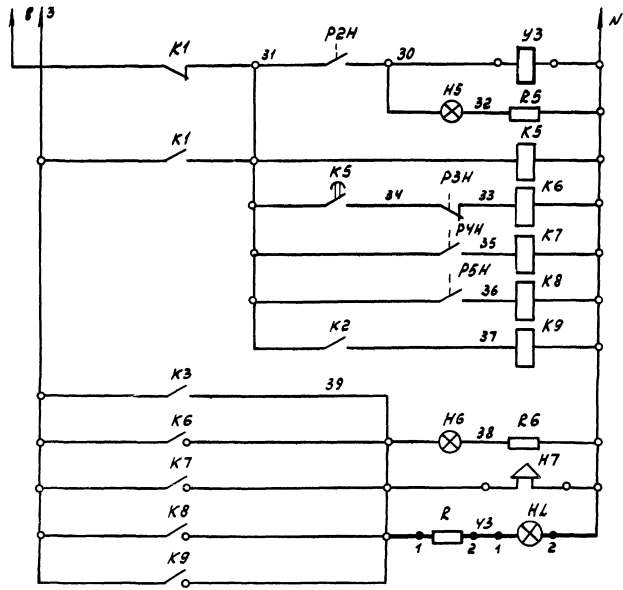 8 3 N
K1 31 P2H 30 У3
H5 32 R5
K1 K5
K5 34 P3H 33 K6
P4H 35 K7
P5H 36 K8
K2 37 K9
K3 39
K6 H6 38 R6
K7 H7
K8 R У3 HL
1 2 1 2
K9